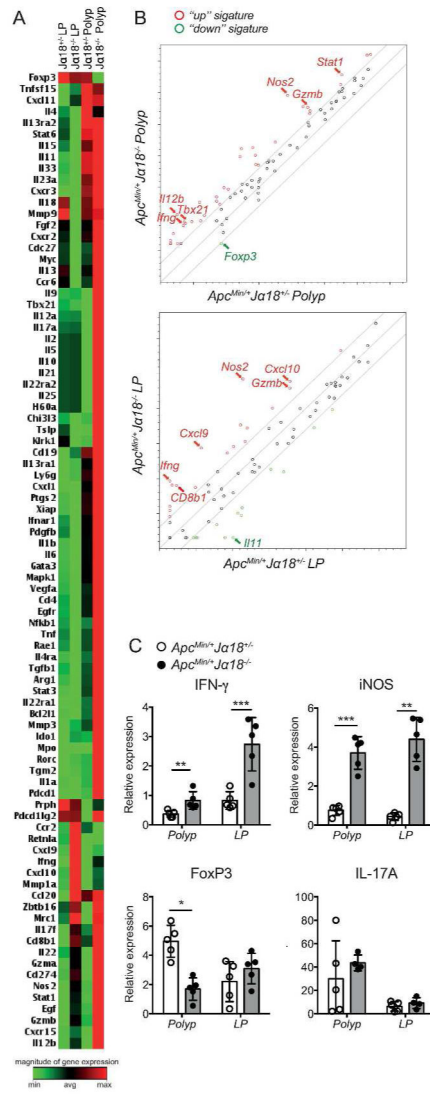 A
Jα18+/- LP
Jα18-/- LP
Jα18+/- Polyp
Jα18-/- Polyp
Foxp3
Tnfsf15
Cxcl11
Il4
Il13ra2
Stat6
Il15
Il11
Il33
Il23a
Cxcr3
Il18
Mmp9
Fgf2
Cxcr2
Cdc27
Myc
Il13
Ccr6
Il9
Tbx21
Il12a
Il17a
Il2
Il5
Il10
Il21
Il22ra2
Il25
H60a
Chi3l3
Tslp
Klrk1
Cd19
Il13ra1
Ly6g
Cxcl1
Ptgs2
Xiap
Ifnar1
Pdgfb
Il1b
Il6
Gata3
Mapk1
Vegfa
Cd4
Egfr
Nfkb1
Tnf
Rae1
Il4ra
Tgfb1
Arg1
Stat3
Il22ra1
Bcl2l1
Mmp3
Ido1
Mpo
Rorc
Tgm2
Il1a
Pdcd1
Prph
Pdcd1lg2
Ccr2
Retnla
Cxcl9
Ifng
Cxcl10
Mmp1a
Ccl20
Zbtb16
Mrc1
Il17f
Cd8b1
Il22
Gzma
Cd274
Nos2
Stat1
Egf
Gzmb
Cxcr15
Il12b
magnitude of gene expression
min avg max
B
"up" sigature
"down" sigature
Stat1
Nos2
Gzmb
Il12b
Tbx21
Ifng
Foxp3
ApcMin/+Jα18-/- Polyp
ApcMin/+Jα18+/- Polyp
Nos2
Cxcl10
Gzmb
Cxcl9
Ifng
CD8b1
Il11
ApcMin/+Jα18-/- LP
ApcMin/+Jα18+/- LP
C
ApcMin/+Jα18+/-
ApcMin/+Jα18-/-
IFN-γ
Relative expression
0 1 2 3 4
** ***
Polyp LP
iNOS
Relative expression
0 2 4 6
*** **
Polyp LP
FoxP3
Relative expression
0 2 4 6 8
*
Polyp LP
IL-17A
0 20 40 60 80 100
Polyp LP